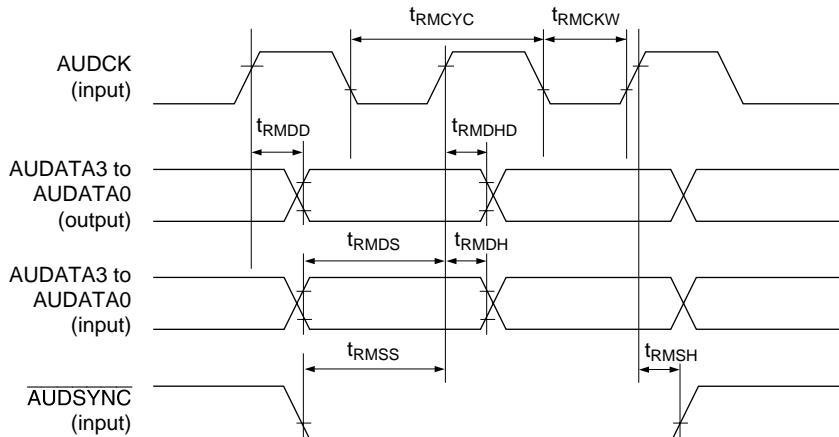 tRMCYC
tRMCKW
AUDCK
(input)
tRMDD
tRMDHD
AUDATA3 to
AUDATA0
(output)
tRMDS
tRMDH
AUDATA3 to
AUDATA0
(input)
tRMSS
tRMSH
AUDSYNC
(input)